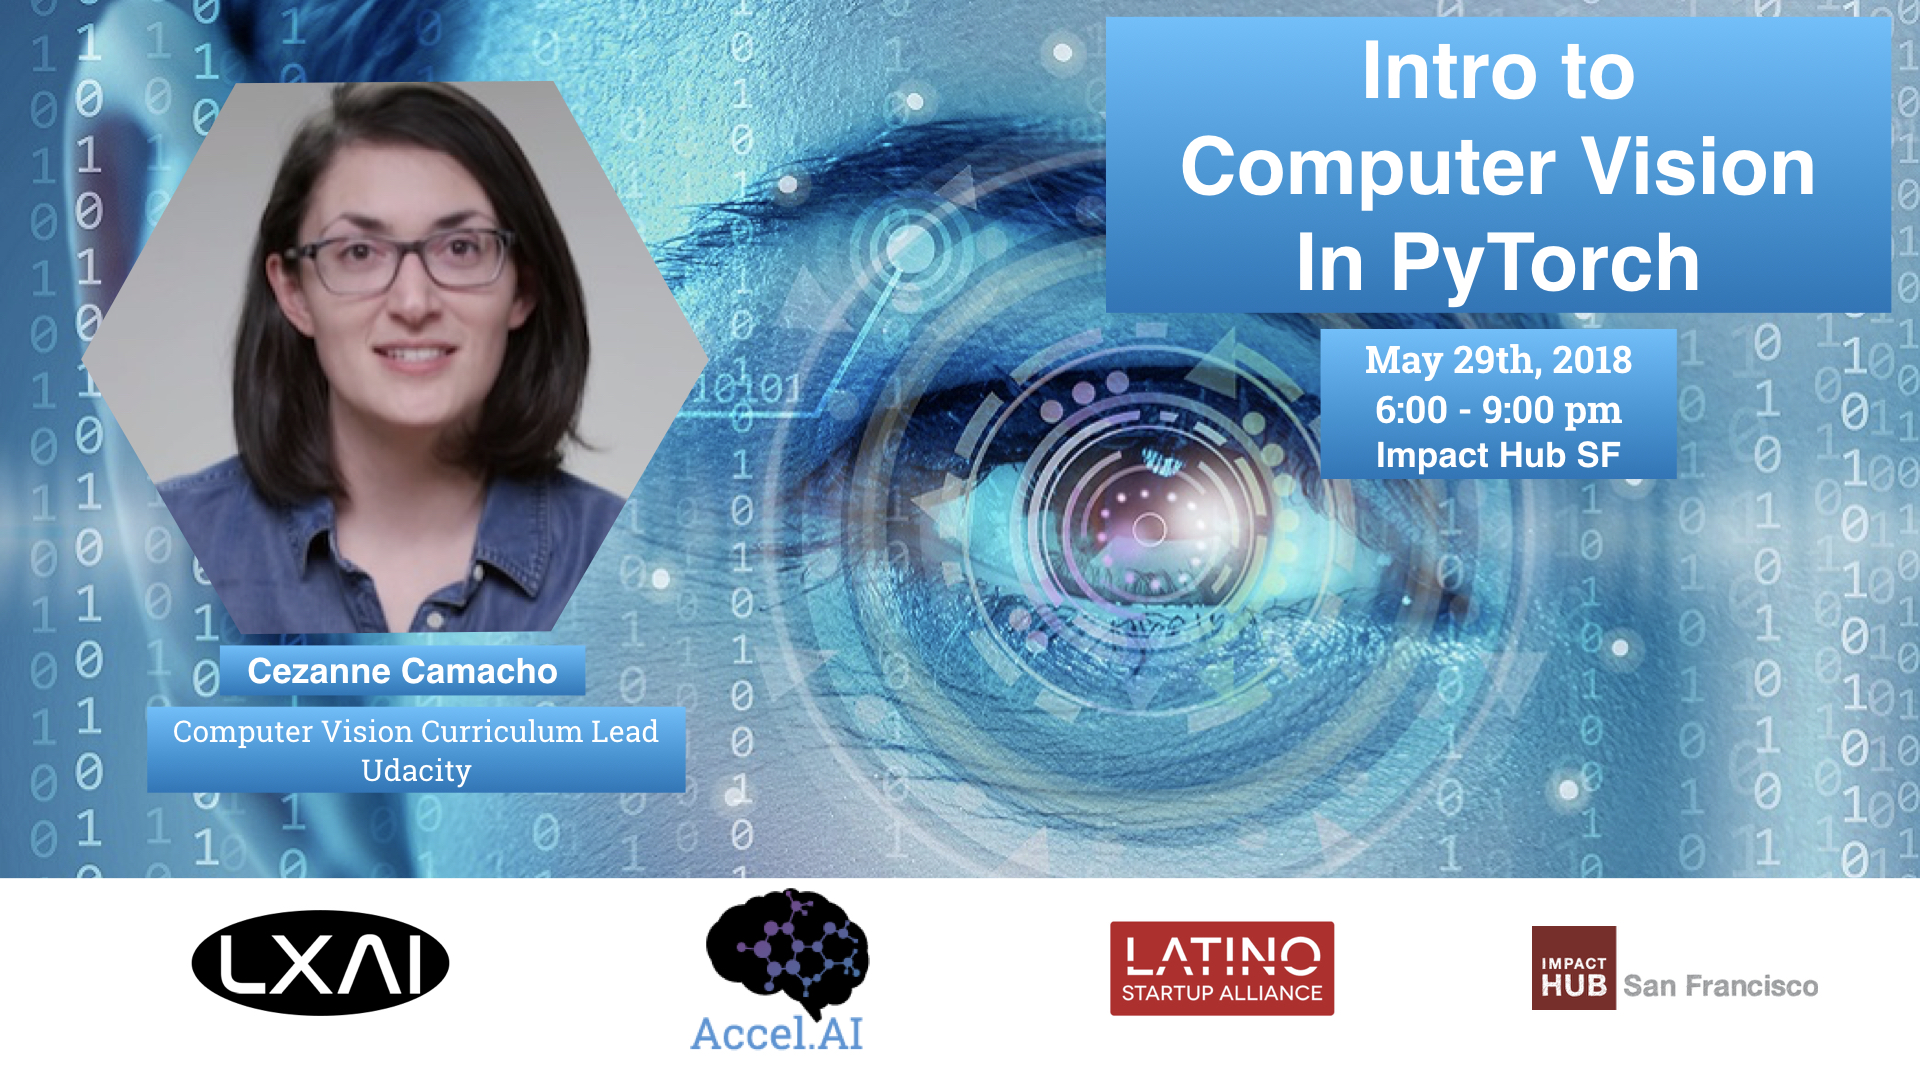 Intro to
Computer Vision
In PyTorch
May 29th, 2018
6:00 - 9:00 pm
Impact Hub SF
10101
Cezanne Camacho
Computer Vision Curriculum Lead
Udacity
LXAI
Accel.AI
LATINO
STARTUP ALLIANCE
IMPACT
HUB San Francisco